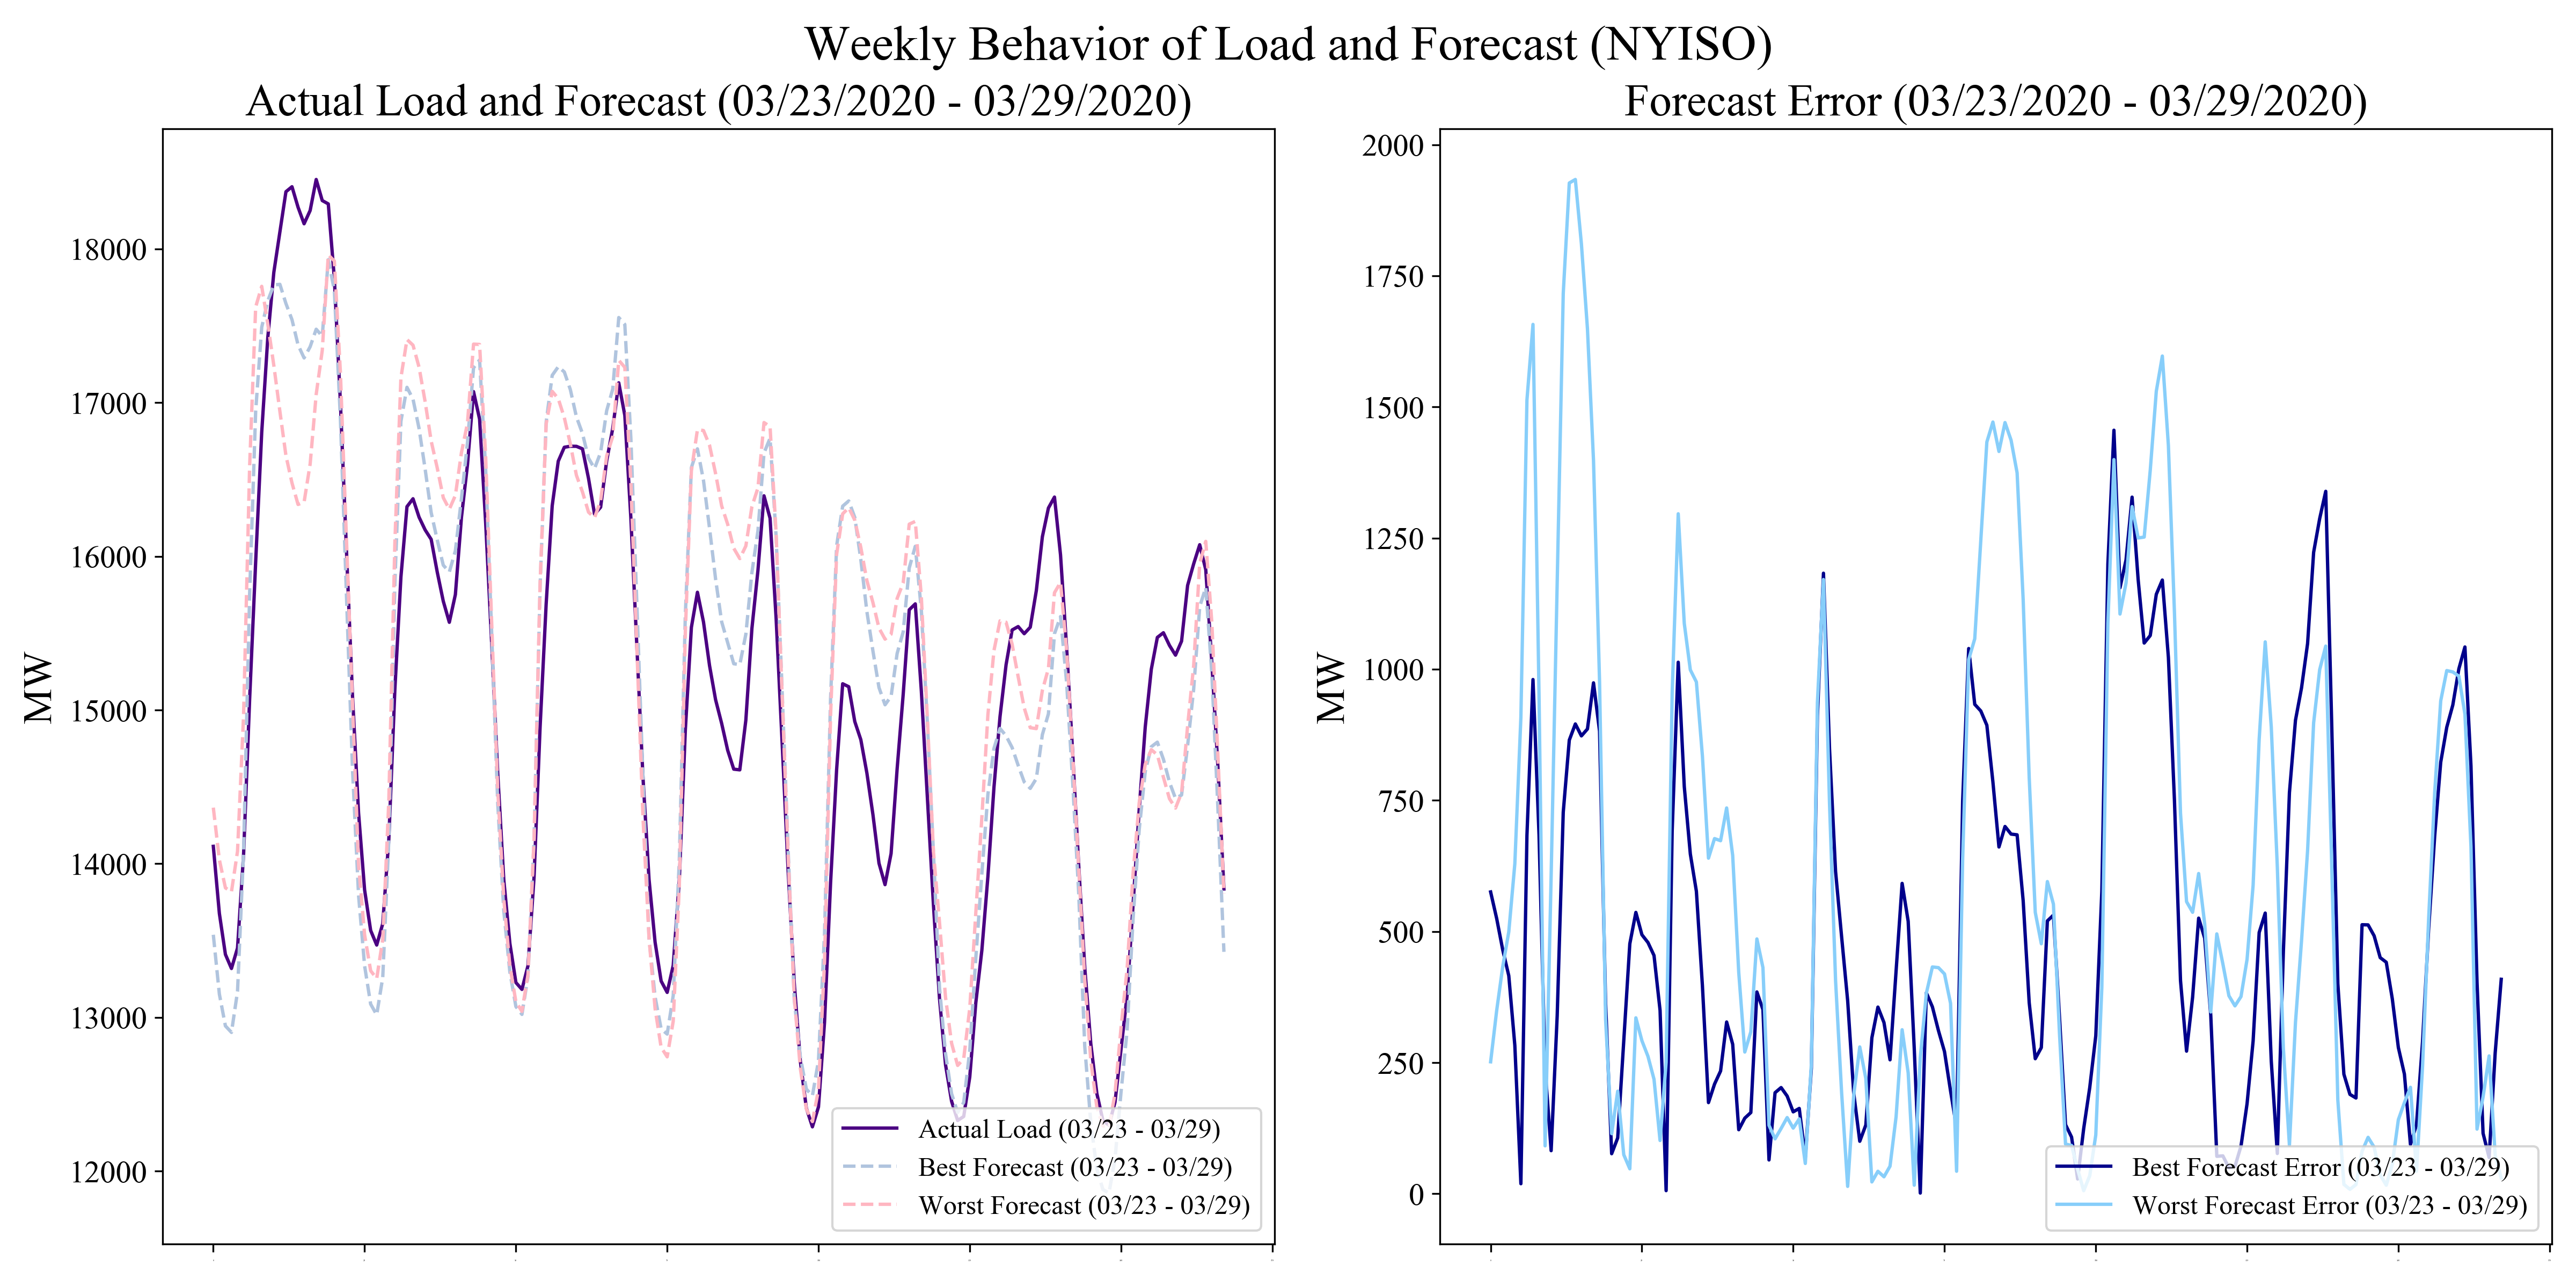 Weekly Behavior of Load and Forecast (NYISO)
Actual Load and Forecast (03/23/2020 - 03/29/2020)
18000
17000
16000
15000
14000
13000
12000
MW
Actual Load (03/23 - 03/29)
Best Forecast (03/23 - 03/29)
Worst Forecast (03/23 - 03/29)
Forecast Error (03/23/2020 - 03/29/2020)
2000
1750
1500
1250
1000
750
500
250
0
MW
Best Forecast Error (03/23 - 03/29)
Worst Forecast Error (03/23 - 03/29)